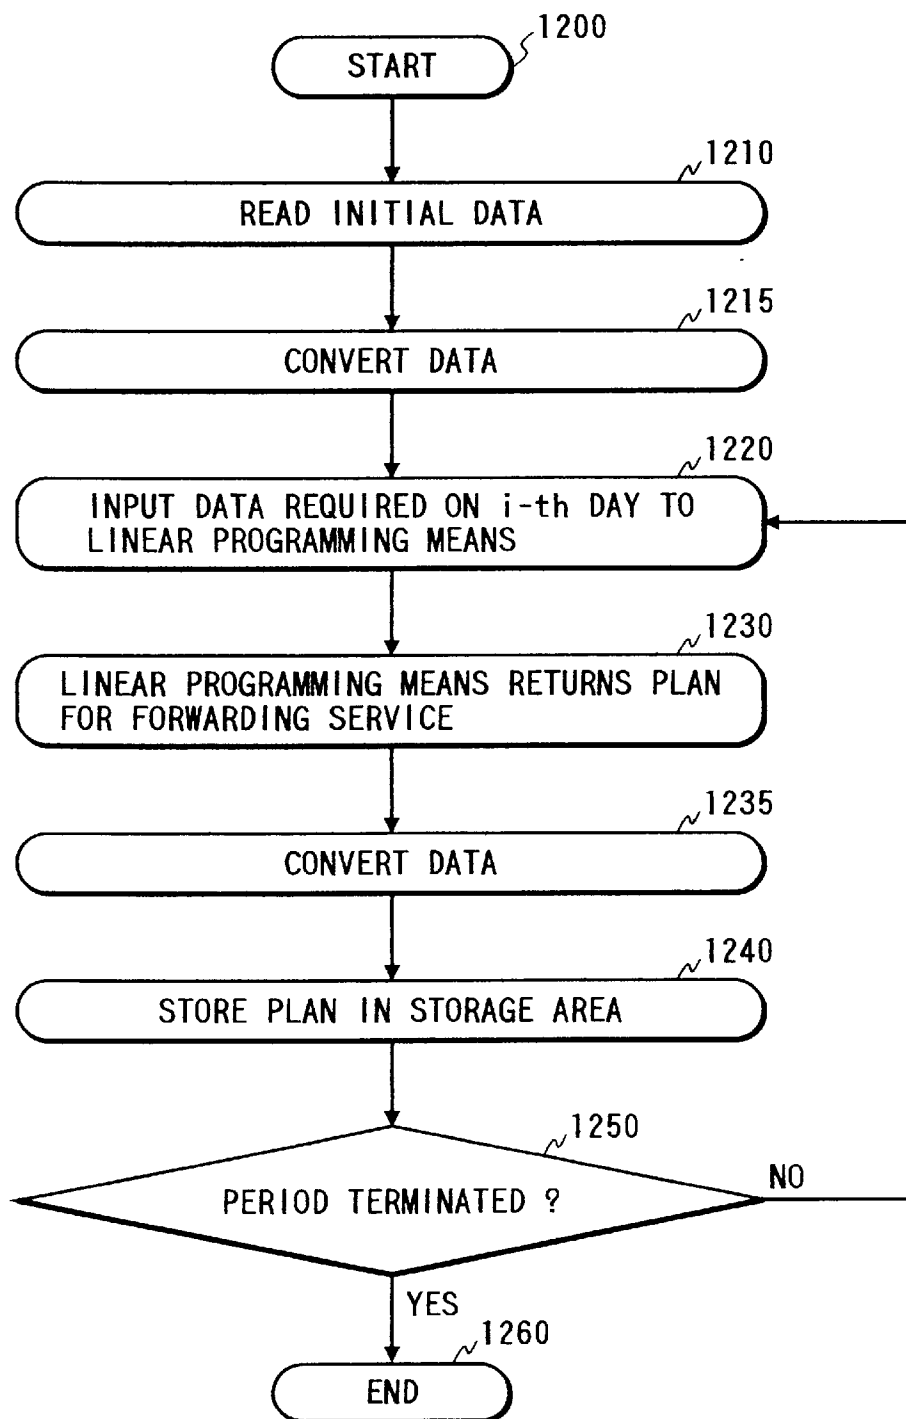 1200
START
1210
READ INITIAL DATA
1215
CONVERT DATA
1220
INPUT DATA REQUIRED ON i-th DAY TO
LINEAR PROGRAMMING MEANS
1230
LINEAR PROGRAMMING MEANS RETURNS PLAN
FOR FORWARDING SERVICE
1235
CONVERT DATA
1240
STORE PLAN IN STORAGE AREA
1250
PERIOD TERMINATED ?
NO
YES
1260
END